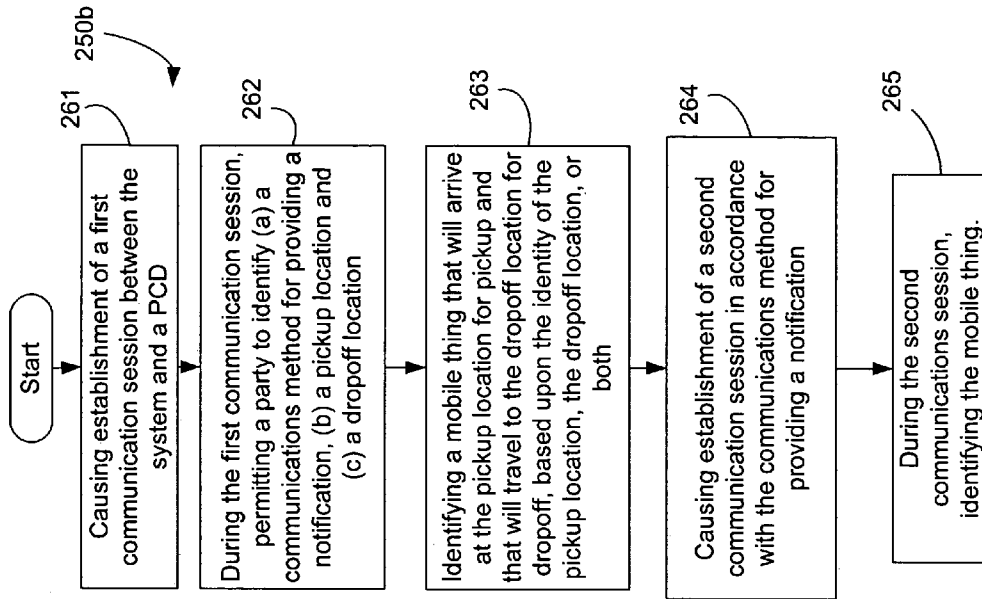 Start
250b
261
Causing establishment of a first
communication session between the
system and a PCD
262
During the first communication session,
permitting a party to identify (a) a
communications method for providing a
notification, (b) a pickup location and
(c) a dropoff location
263
Identifying a mobile thing that will arrive
at the pickup location for pickup and
that will travel to the dropoff location for
dropoff, based upon the identity of the
pickup location, the dropoff location, or
both
264
Causing establishment of a second
communication session in accordance
with the communications method for
providing a notification
265
During the second
communications session,
identifying the mobile thing.